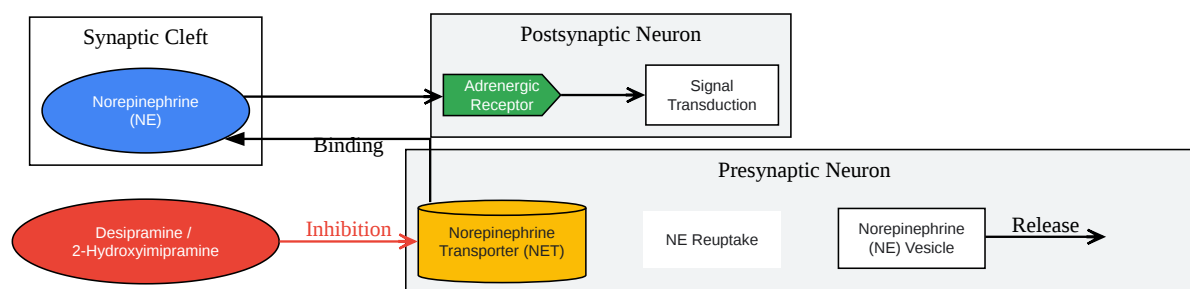 Synaptic Cleft
Postsynaptic Neuron
Norepinephrine
(NE)
Adrenergic
Receptor
Signal
Transduction
Binding
Presynaptic Neuron
Desipramine /
2-Hydroxyimipramine
Inhibition
Norepinephrine
Transporter (NET)
NE Reuptake
Norepinephrine
(NE) Vesicle
Release